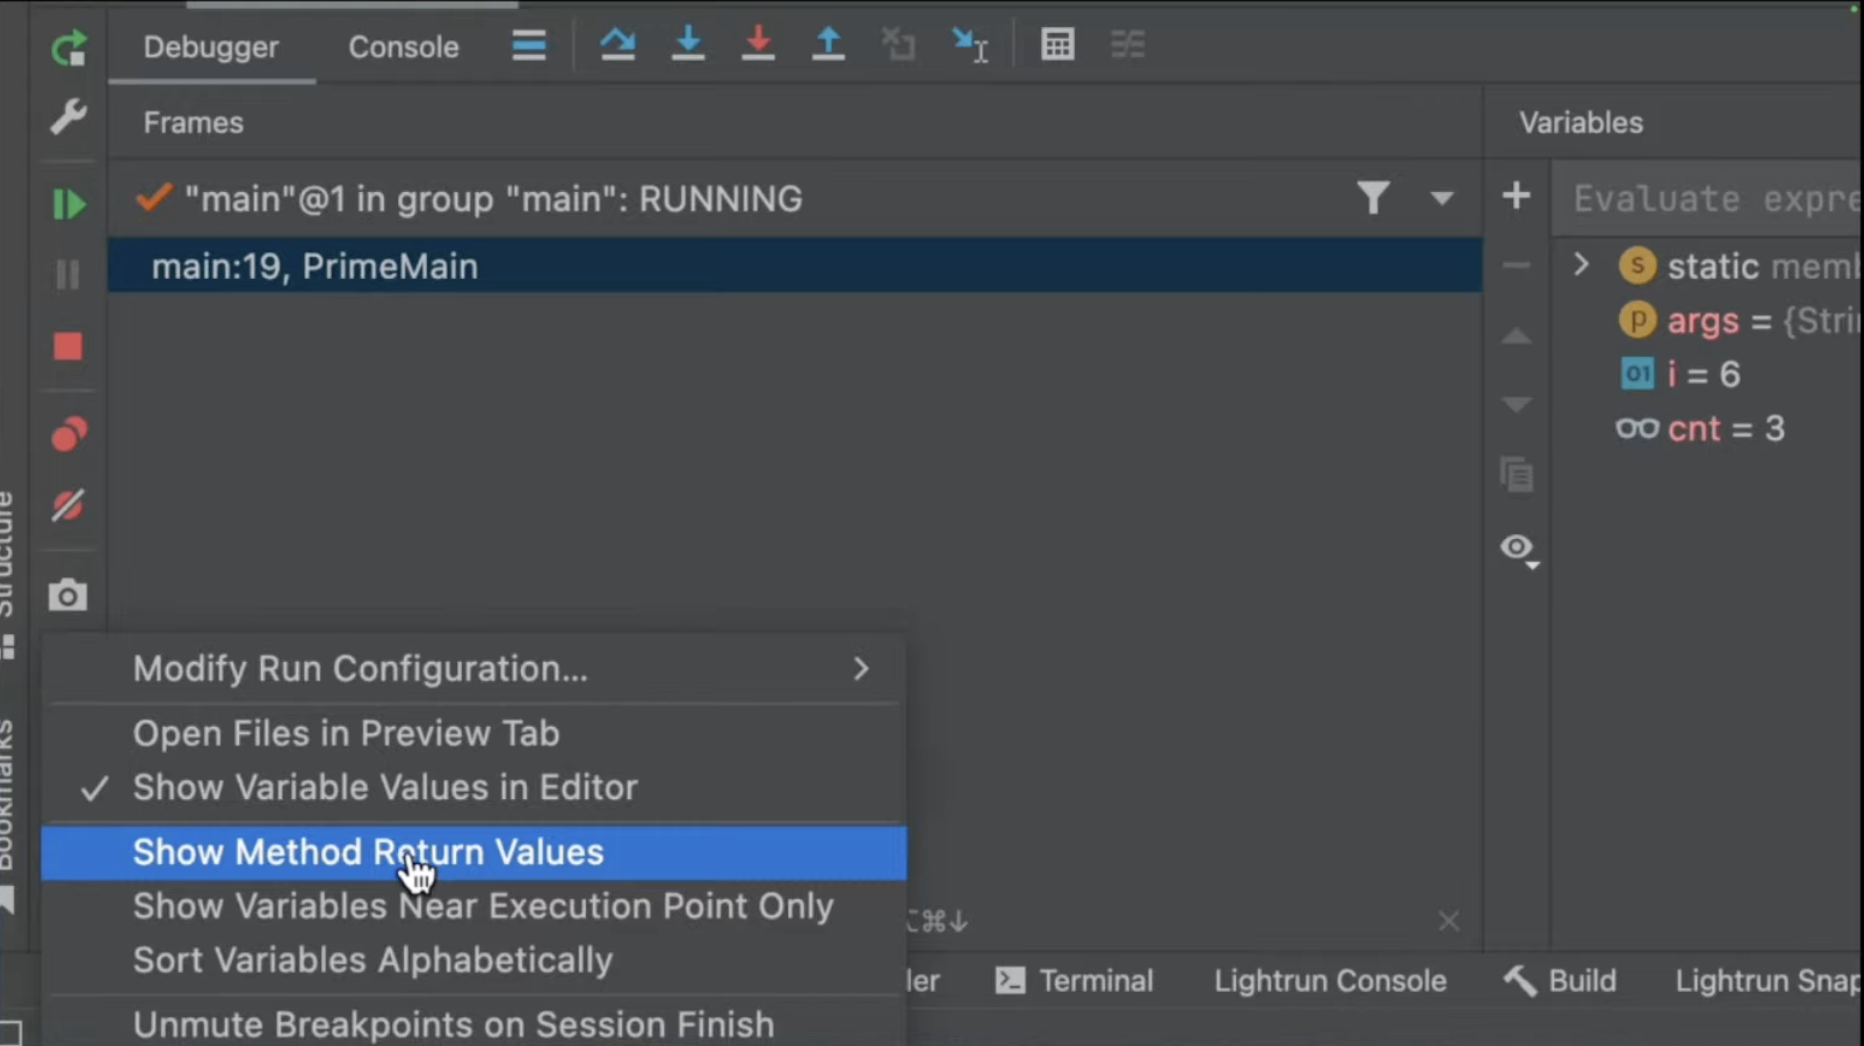 Debugger
Console
Frames
Variables
"main"@1 in group "main": RUNNING
Evaluate expre
main:19, PrimeMain
static memb
args = {Strin
01 i = 6
cnt = 3
Structure
Bookmarks
Modify Run Configuration...
Open Files in Preview Tab
Show Variable Values in Editor
Show Method Return Values
Show Variables Near Execution Point Only
Sort Variables Alphabetically
Unmute Breakpoints on Session Finish
⌥⌘↓
ler
Terminal
Lightrun Console
Build
Lightrun Snap